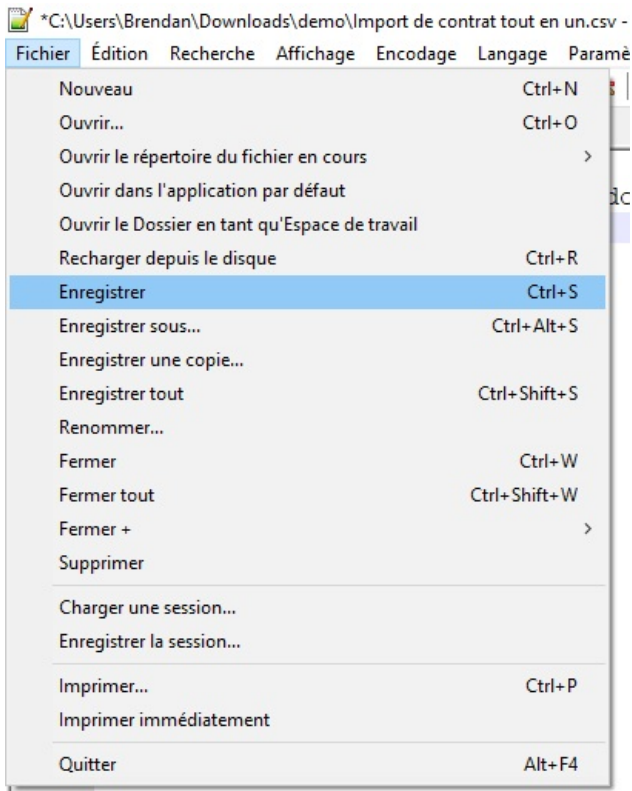 *C:\Users\Brendan\Downloads\demo\Import de contrat tout en un.csv -
Fichier Édition Recherche Affichage Encodage Langage Paramè
Nouveau Ctrl+N
Ouvrir... Ctrl+O
Ouvrir le répertoire du fichier en cours >
Ouvrir dans l'application par défaut
Ouvrir le Dossier en tant qu'Espace de travail
Recharger depuis le disque Ctrl+R
Enregistrer Ctrl+S
Enregistrer sous... Ctrl+Alt+S
Enregistrer une copie...
Enregistrer tout Ctrl+Shift+S
Renommer...
Fermer Ctrl+W
Fermer tout Ctrl+Shift+W
Fermer + >
Supprimer
Charger une session...
Enregistrer la session...
Imprimer... Ctrl+P
Imprimer immédiatement
Quitter Alt+F4